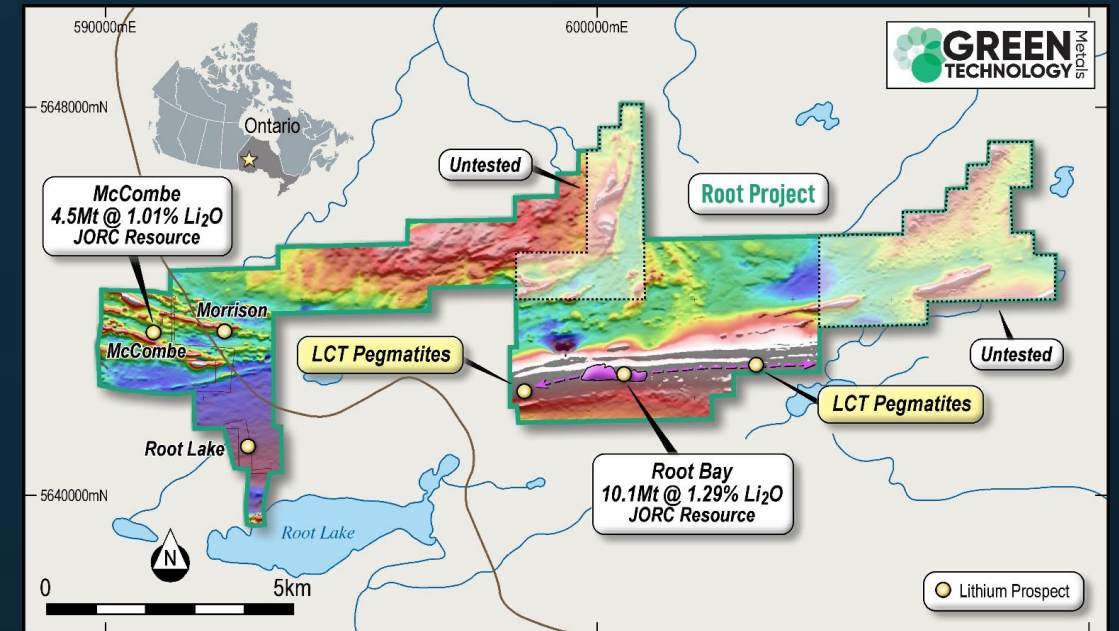 590000mE
600000mE
GREEN
TECHNOLOGY
Metals
5648000mN
Ontario
Untested
McCombe
4.5Mt @ 1.01% Li₂O
JORC Resource
Root Project
Morrison
McCombe
LCT Pegmatites
Untested
LCT Pegmatites
Root Lake
Root Bay
10.1Mt @ 1.29% Li₂O
JORC Resource
5640000mN
Root Lake
N
0
5km
Lithium Prospect